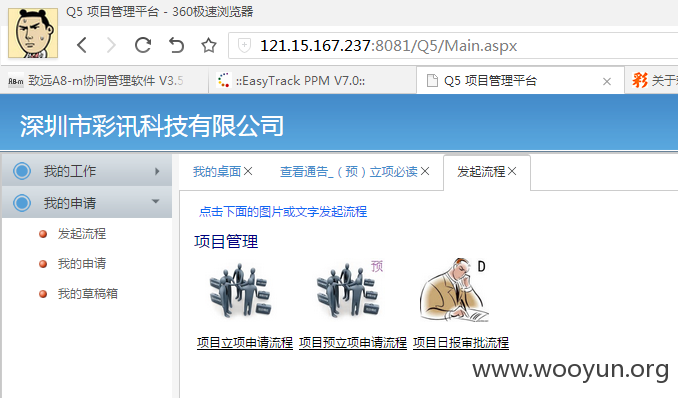 Q5 项目管理平台 - 360极速浏览器
121.15.167.237:8081/Q5/Main.aspx
致远A8-m协同管理软件 V3.5
::EasyTrack PPM V7.0::
Q5 项目管理平台
关于
深圳市彩讯科技有限公司
我的工作
我的桌面
查看通告_（预）立项必读
发起流程
我的申请
点击下面的图片或文字发起流程
发起流程
我的申请
我的草稿箱
项目管理
预
D
项目立项申请流程
项目预立项申请流程
项目日报审批流程
www.wooyun.org